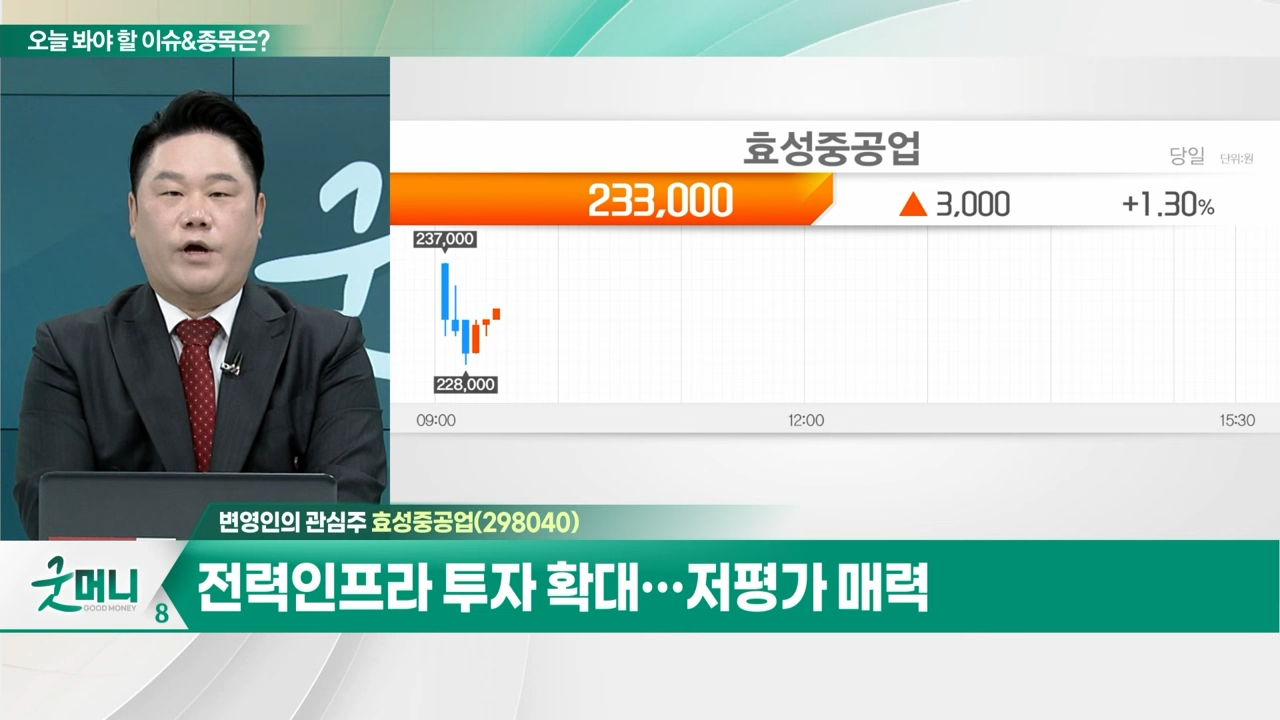 오늘 봐야 할 이슈&종목은?
효성중공업
당일 단위:원
233,000 ▲ 3,000 +1.30%
237,000
228,000
09:00 12:00 15:30
변영인의 관심주 효성중공업(298040)
굿머니
GOOD MONEY
8
전력인프라 투자 확대…저평가 매력